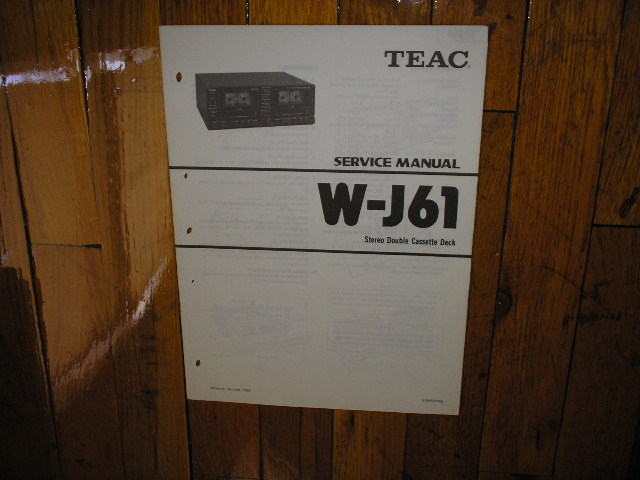 TEAC
SERVICE MANUAL
W-J61
Stereo Double Cassette Deck